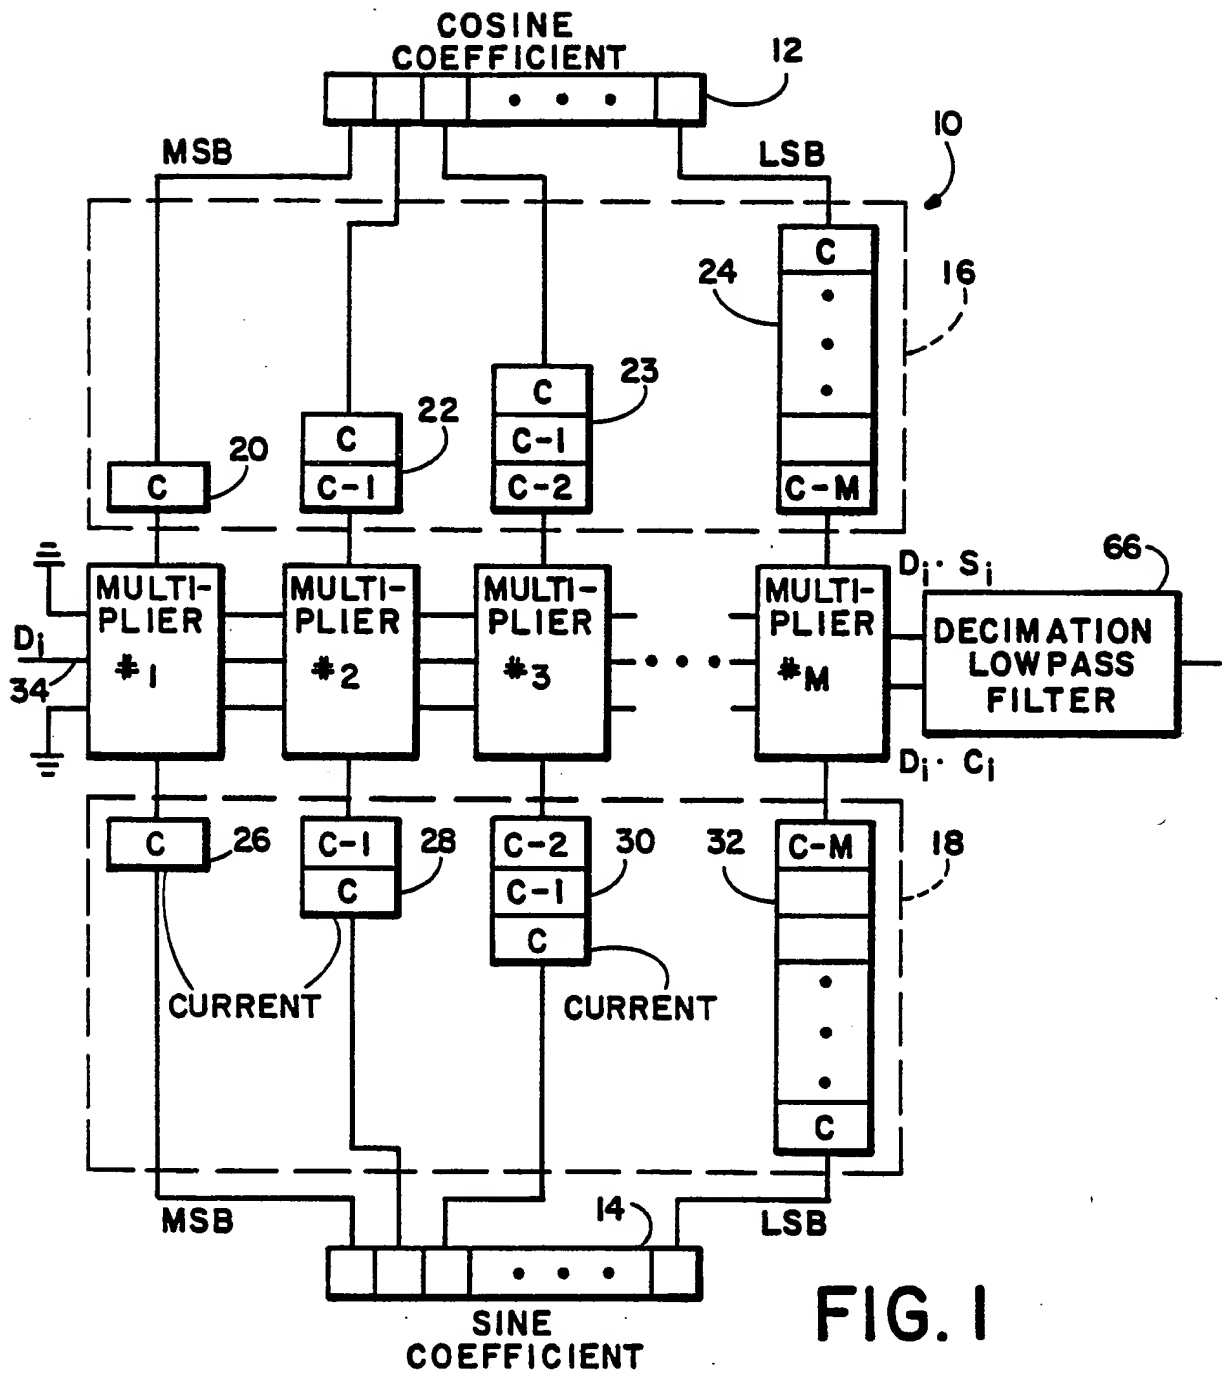 COSINE
COEFFICIENT
12
10
MSB
LSB
C
24
16
C
23
C
22
C-1
C
20
C-1
C-2
C-M
C
66
Di · Si
MULTI-
PLIER
#1
MULTI-
PLIER
#2
MULTI-
PLIER
#3
MULTI-
PLIER
#M
DECIMATION
LOWPASS
FILTER
Di
34
Di · Ci
C
26
C-1
28
C
C-2
30
C-1
C
32
C-M
18
CURRENT
CURRENT
C
MSB
14
LSB
SINE
COEFFICIENT
FIG. 1